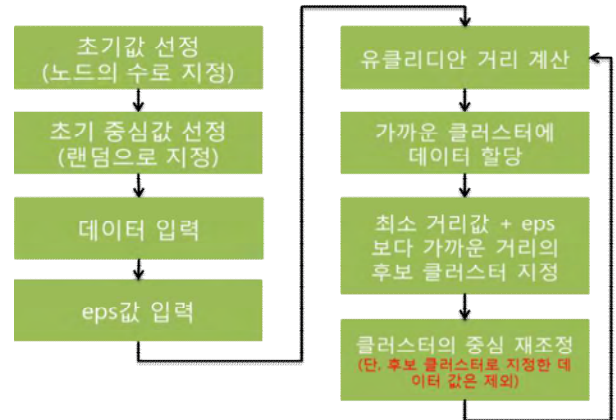 초기값 선정
(노드의 수로 지정)
초기 중심값 선정
(랜덤으로 지정)
데이터 입력
eps값 입력
유클리디안 거리 계산
가까운 클러스터에
데이터 할당
최소 거리값 + eps
보다 가까운 거리의
후보 클러스터 지정
클러스터의 중심 재조정
(단, 후보 클러스터로 지정한 데
이터 값은 제외)